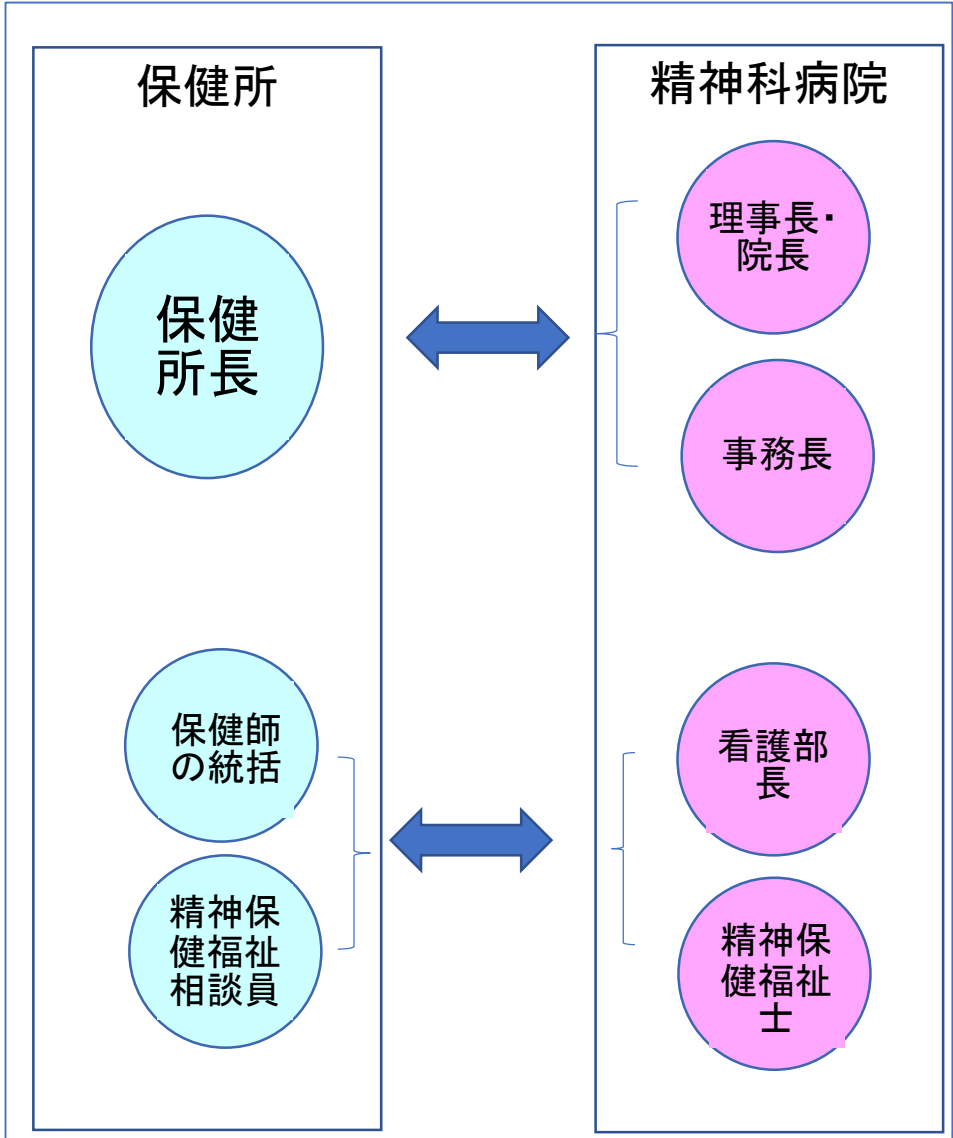 保健所
保健
所長
保健師
の統括
精神保
健福祉
相談員
精神科病院
理事長・
院長
事務長
看護部
長
精神保
健福祉
士